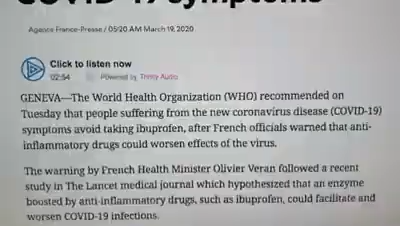 COVID-19 symptoms
Agence France-Presse / 05:20 AM March 19, 2020
Click to listen now
02:54 Powered by Trinity Audio
GENEVA—The World Health Organization (WHO) recommended on
Tuesday that people suffering from the new coronavirus disease (COVID-19)
symptoms avoid taking ibuprofen, after French officials warned that anti-
inflammatory drugs could worsen effects of the virus.
The warning by French Health Minister Olivier Veran followed a recent
study in The Lancet medical journal which hypothesized that an enzyme
boosted by anti-inflammatory drugs, such as ibuprofen, could facilitate and
worsen COVID-19 infections.